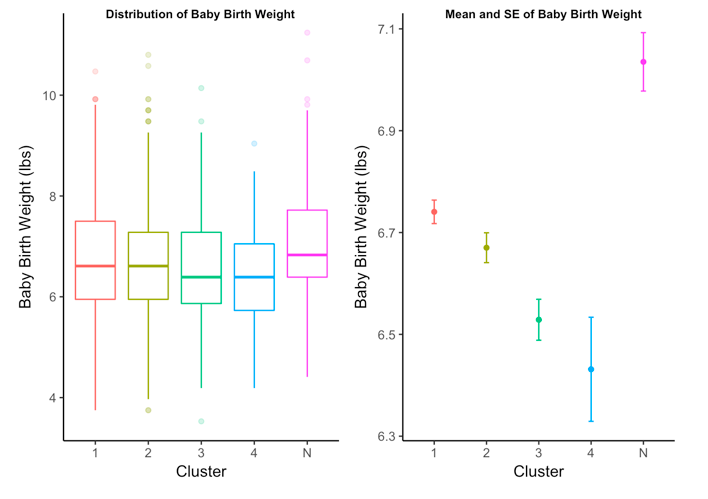 Distribution of Baby Birth Weight
Baby Birth Weight (lbs)
10
8
6
4
1 2 3 4 N
Cluster
Mean and SE of Baby Birth Weight
Baby Birth Weight (lbs)
7.1
6.9
6.7
6.5
6.3
1 2 3 4 N
Cluster